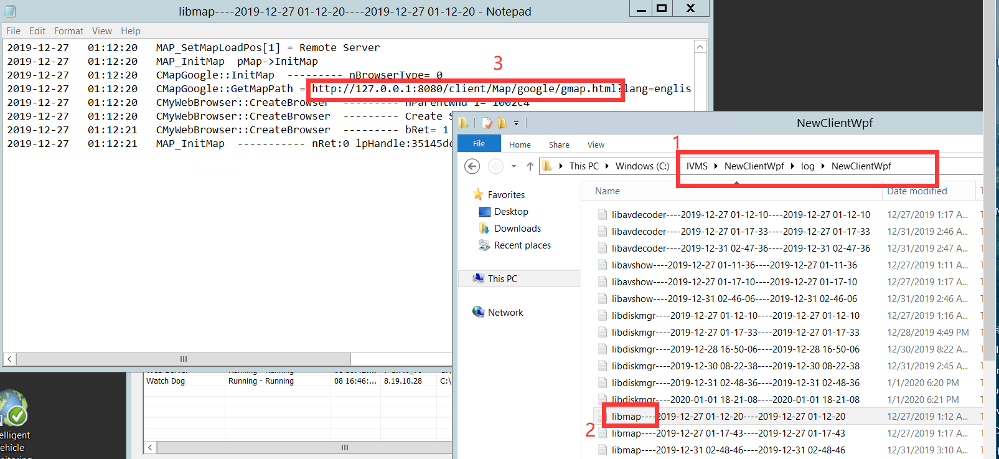 libmap----2019-12-27 01-12-20----2019-12-27 01-12-20 - Notepad
File Edit Format View Help
2019-12-27 01:12:20 MAP_SetMapLoadPos[1] = Remote Server
2019-12-27 01:12:20 MAP_InitMap pMap->InitMap
3
2019-12-27 01:12:20 CMapGoogle::InitMap --------- nBrowserType= 0
2019-12-27 01:12:20 CMapGoogle::GetMapPath = http://127.0.0.1:8080/client/Map/google/gmap.html?lang=englis
2019-12-27 01:12:20 CMyWebBrowser::CreateBrowser --------- nParentWnd 1= 1002c4
2019-12-27 01:12:20 CMyWebBrowser::CreateBrowser --------- Create S
2019-12-27 01:12:21 CMyWebBrowser::CreateBrowser --------- bRet= 1
2019-12-27 01:12:21 MAP_InitMap ----------- nRet:0 lpHandle:35145dc
NewClientWpf
File Home Share View
1
This PC Windows (C:) IVMS NewClientWpf log NewClientWpf
Favorites
Desktop
Downloads
Recent places
This PC
Network
Name Date modified
libavdecoder----2019-12-27 01-12-10----2019-12-27 01-12-10 12/27/2019 1:17 A...
libavdecoder----2019-12-27 01-17-33----2019-12-27 01-17-33 12/31/2019 2:46 A...
libavdecoder----2019-12-31 02-47-36----2019-12-31 02-47-36 12/31/2019 2:47 A...
libavshow----2019-12-27 01-11-36----2019-12-27 01-11-36 12/27/2019 1:11 A...
libavshow----2019-12-27 01-17-10----2019-12-27 01-17-10 12/27/2019 1:17 A...
libavshow----2019-12-31 02-46-06----2019-12-31 02-46-06 12/31/2019 2:46 A...
libdiskmgr----2019-12-27 01-12-10----2019-12-27 01-12-10 12/27/2019 1:16 A...
libdiskmgr----2019-12-27 01-17-33----2019-12-27 01-17-33 12/28/2019 4:49 PM
libdiskmgr----2019-12-28 16-50-06----2019-12-28 16-50-06 12/30/2019 8:22 A...
libdiskmgr----2019-12-30 08-22-38----2019-12-30 08-22-38 12/31/2019 2:45 A...
libdiskmgr----2019-12-31 02-48-36----2019-12-31 02-48-36 1/1/2020 6:20 PM
libdiskmgr----2020-01-01 18-21-08----2020-01-01 18-21-08 1/1/2020 6:21 PM
libmap----2019-12-27 01-12-20----2019-12-27 01-12-20 12/27/2019 1:12 A...
2
libmap----2019-12-27 01-17-43----2019-12-27 01-17-43 12/27/2019 1:17 A...
libmap----2019-12-31 02-48-46----2019-12-31 02-48-46 12/31/2019 3:10 A...
Watch Dog Running - Running 08 16:46:... 8.19.10.28 C:\